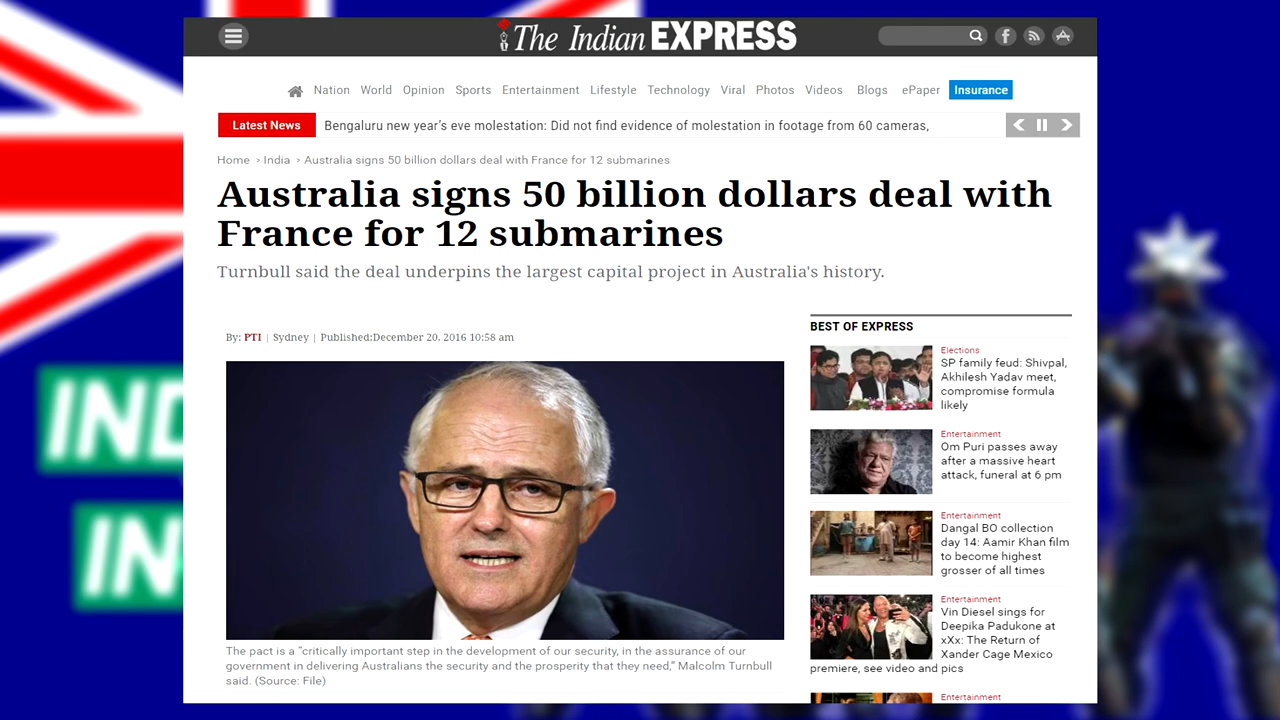 The Indian EXPRESS
Nation World Opinion Sports Entertainment Lifestyle Technology Viral Photos Videos Blogs ePaper Insurance
Latest News Bengaluru new year's eve molestation: Did not find evidence of molestation in footage from 60 cameras,
Home > India > Australia signs 50 billion dollars deal with France for 12 submarines
Australia signs 50 billion dollars deal with
France for 12 submarines
Turnbull said the deal underpins the largest capital project in Australia's history.
By: PTI | Sydney | Published:December 20, 2016 10:58 am
The pact is a "critically important step in the development of our security, in the assurance of our
government in delivering Australians the security and the prosperity that they need," Malcolm Turnbull
said. (Source: File)
BEST OF EXPRESS
Elections
SP family feud: Shivpal,
Akhilesh Yadav meet,
compromise formula
likely
Entertainment
Om Puri passes away
after a massive heart
attack, funeral at 6 pm
Entertainment
Dangal BO collection
day 14: Aamir Khan film
to become highest
grosser of all times
Entertainment
Vin Diesel sings for
Deepika Padukone at
xXx: The Return of
Xander Cage Mexico
premiere, see video and pics
Entertainment
IND
IN